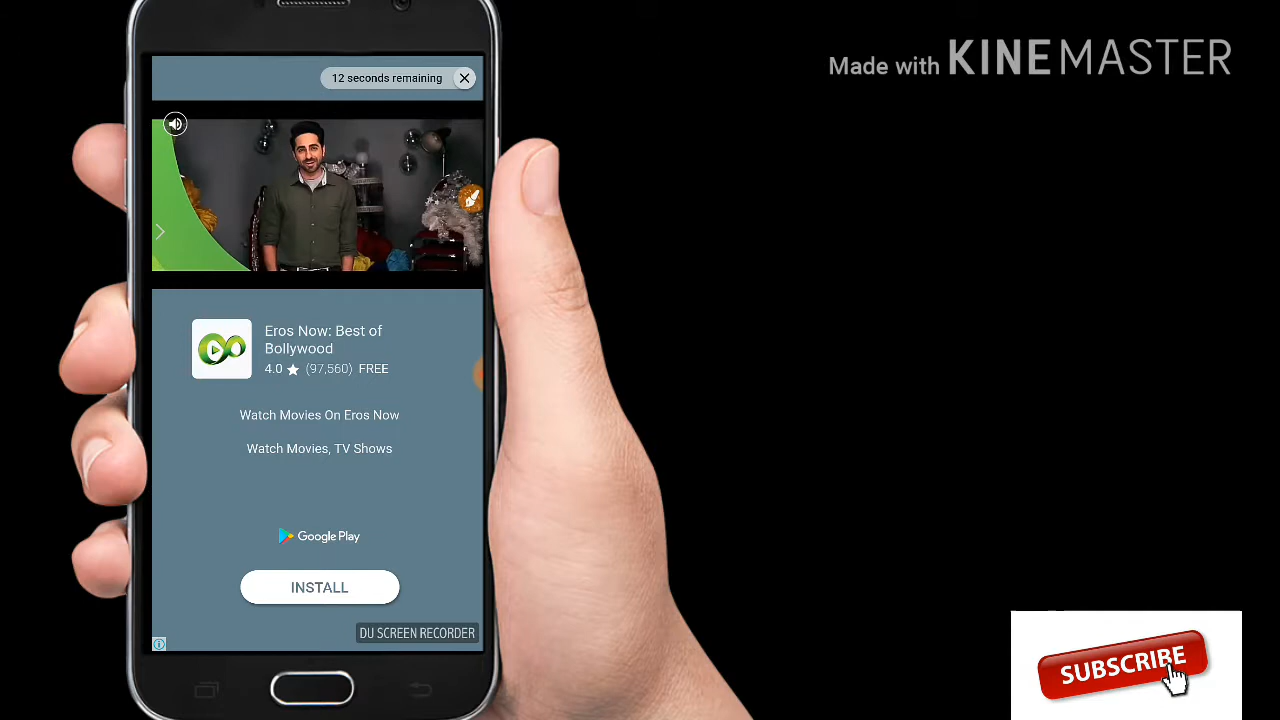 12 seconds remaining
Made with KINEMASTER
Eros Now: Best of
Bollywood
4.0 ★ (97,560) FREE
Watch Movies On Eros Now
Watch Movies, TV Shows
Google Play
INSTALL
DU SCREEN RECORDER
SUBSCRIBE